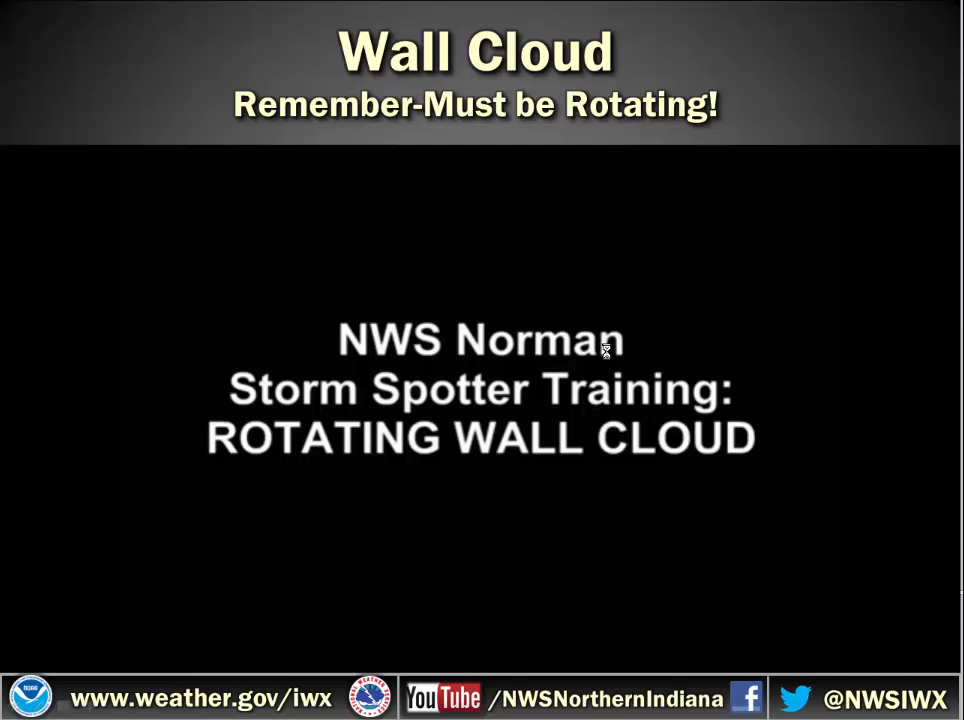 Wall Cloud
Remember-Must be Rotating!
NWS Norman
Storm Spotter Training:
ROTATING WALL CLOUD
NOAA
www.weather.gov/iwx
YouTube /NWSNorthernIndiana
@NWSIWX